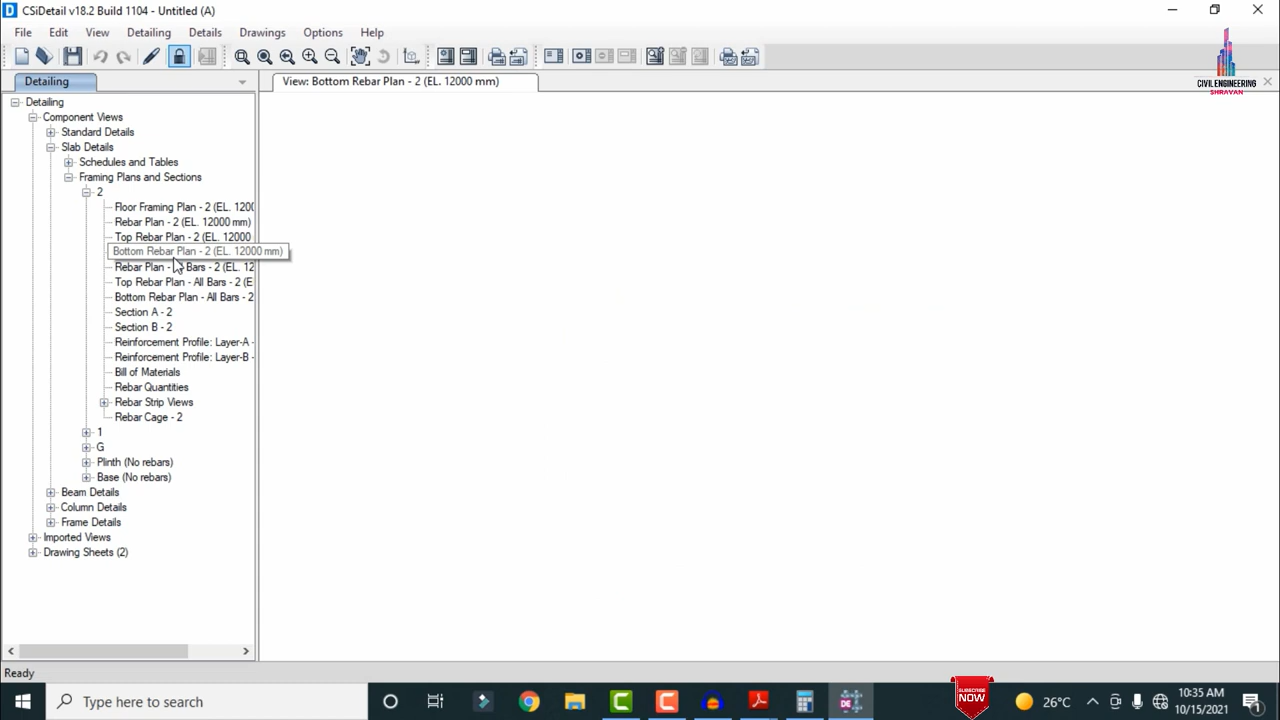 CSiDetail v18.2 Build 1104 - Untitled (A)
File Edit View Detailing Details Drawings Options Help
CIVILENGINEERING
SHRAVAN
Detailing
View: Bottom Rebar Plan - 2 (EL. 12000 mm)
Detailing
Component Views
Standard Details
Slab Details
Schedules and Tables
Framing Plans and Sections
2
Floor Framing Plan - 2 (EL. 1200
Rebar Plan - 2 (EL. 12000 mm)
Top Rebar Plan - 2 (EL. 12000
Bottom Rebar Plan - 2 (EL. 12000 mm)
Rebar Plan - Bars - 2 (EL. 12
Top Rebar Plan - All Bars - 2 (E
Bottom Rebar Plan - All Bars - 2
Section A - 2
Section B - 2
Reinforcement Profile: Layer-A -
Reinforcement Profile: Layer-B -
Bill of Materials
Rebar Quantities
Rebar Strip Views
Rebar Cage - 2
1
G
Plinth (No rebars)
Base (No rebars)
Beam Details
Column Details
Frame Details
Imported Views
Drawing Sheets (2)
Ready
Type here to search
DE
SUBSCRIBE
NOW
26°C
10:35 AM
10/15/2021
1